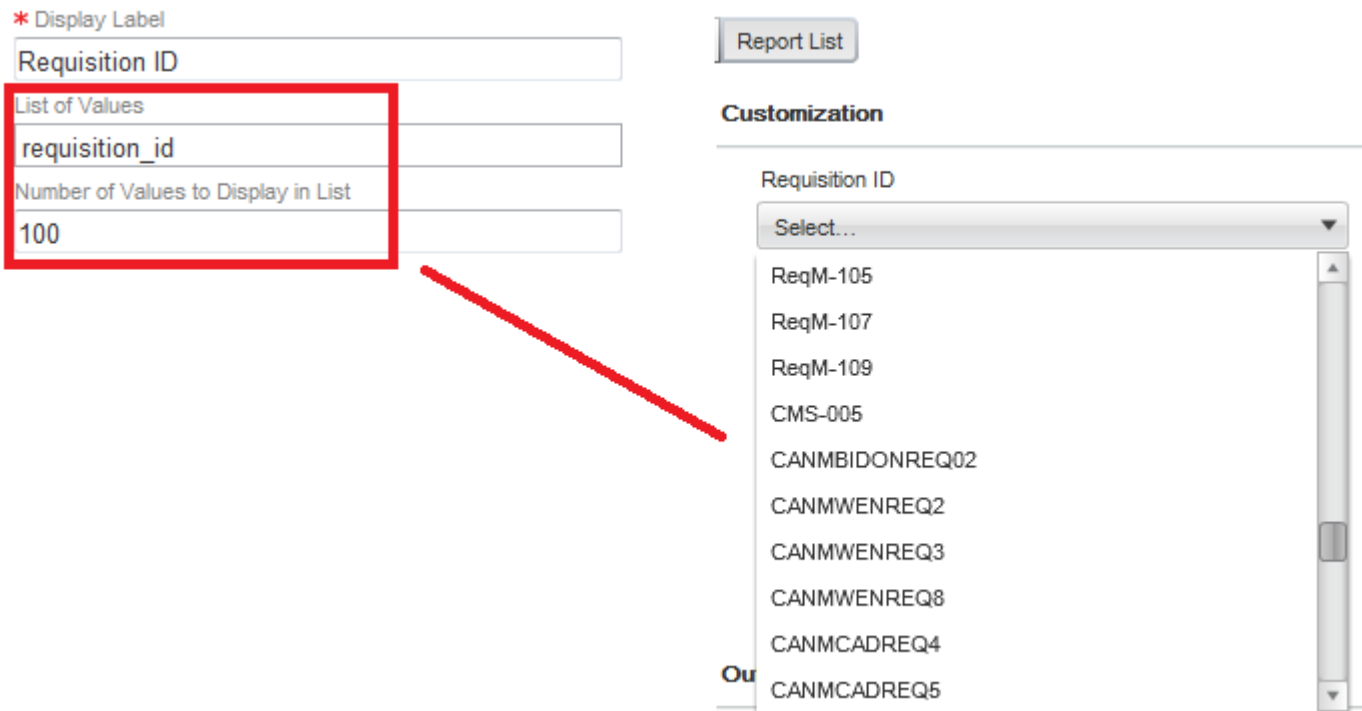 * Display Label
Requisition ID
List of Values
requisition_id
Number of Values to Display in List
100
Report List
Customization
Requisition ID
Select...
ReqM-105
ReqM-107
ReqM-109
CMS-005
CANMBIDONREQ02
CANMWENREQ2
CANMWENREQ3
CANMWENREQ8
CANMCADREQ4
Ou
CANMCADREQ5